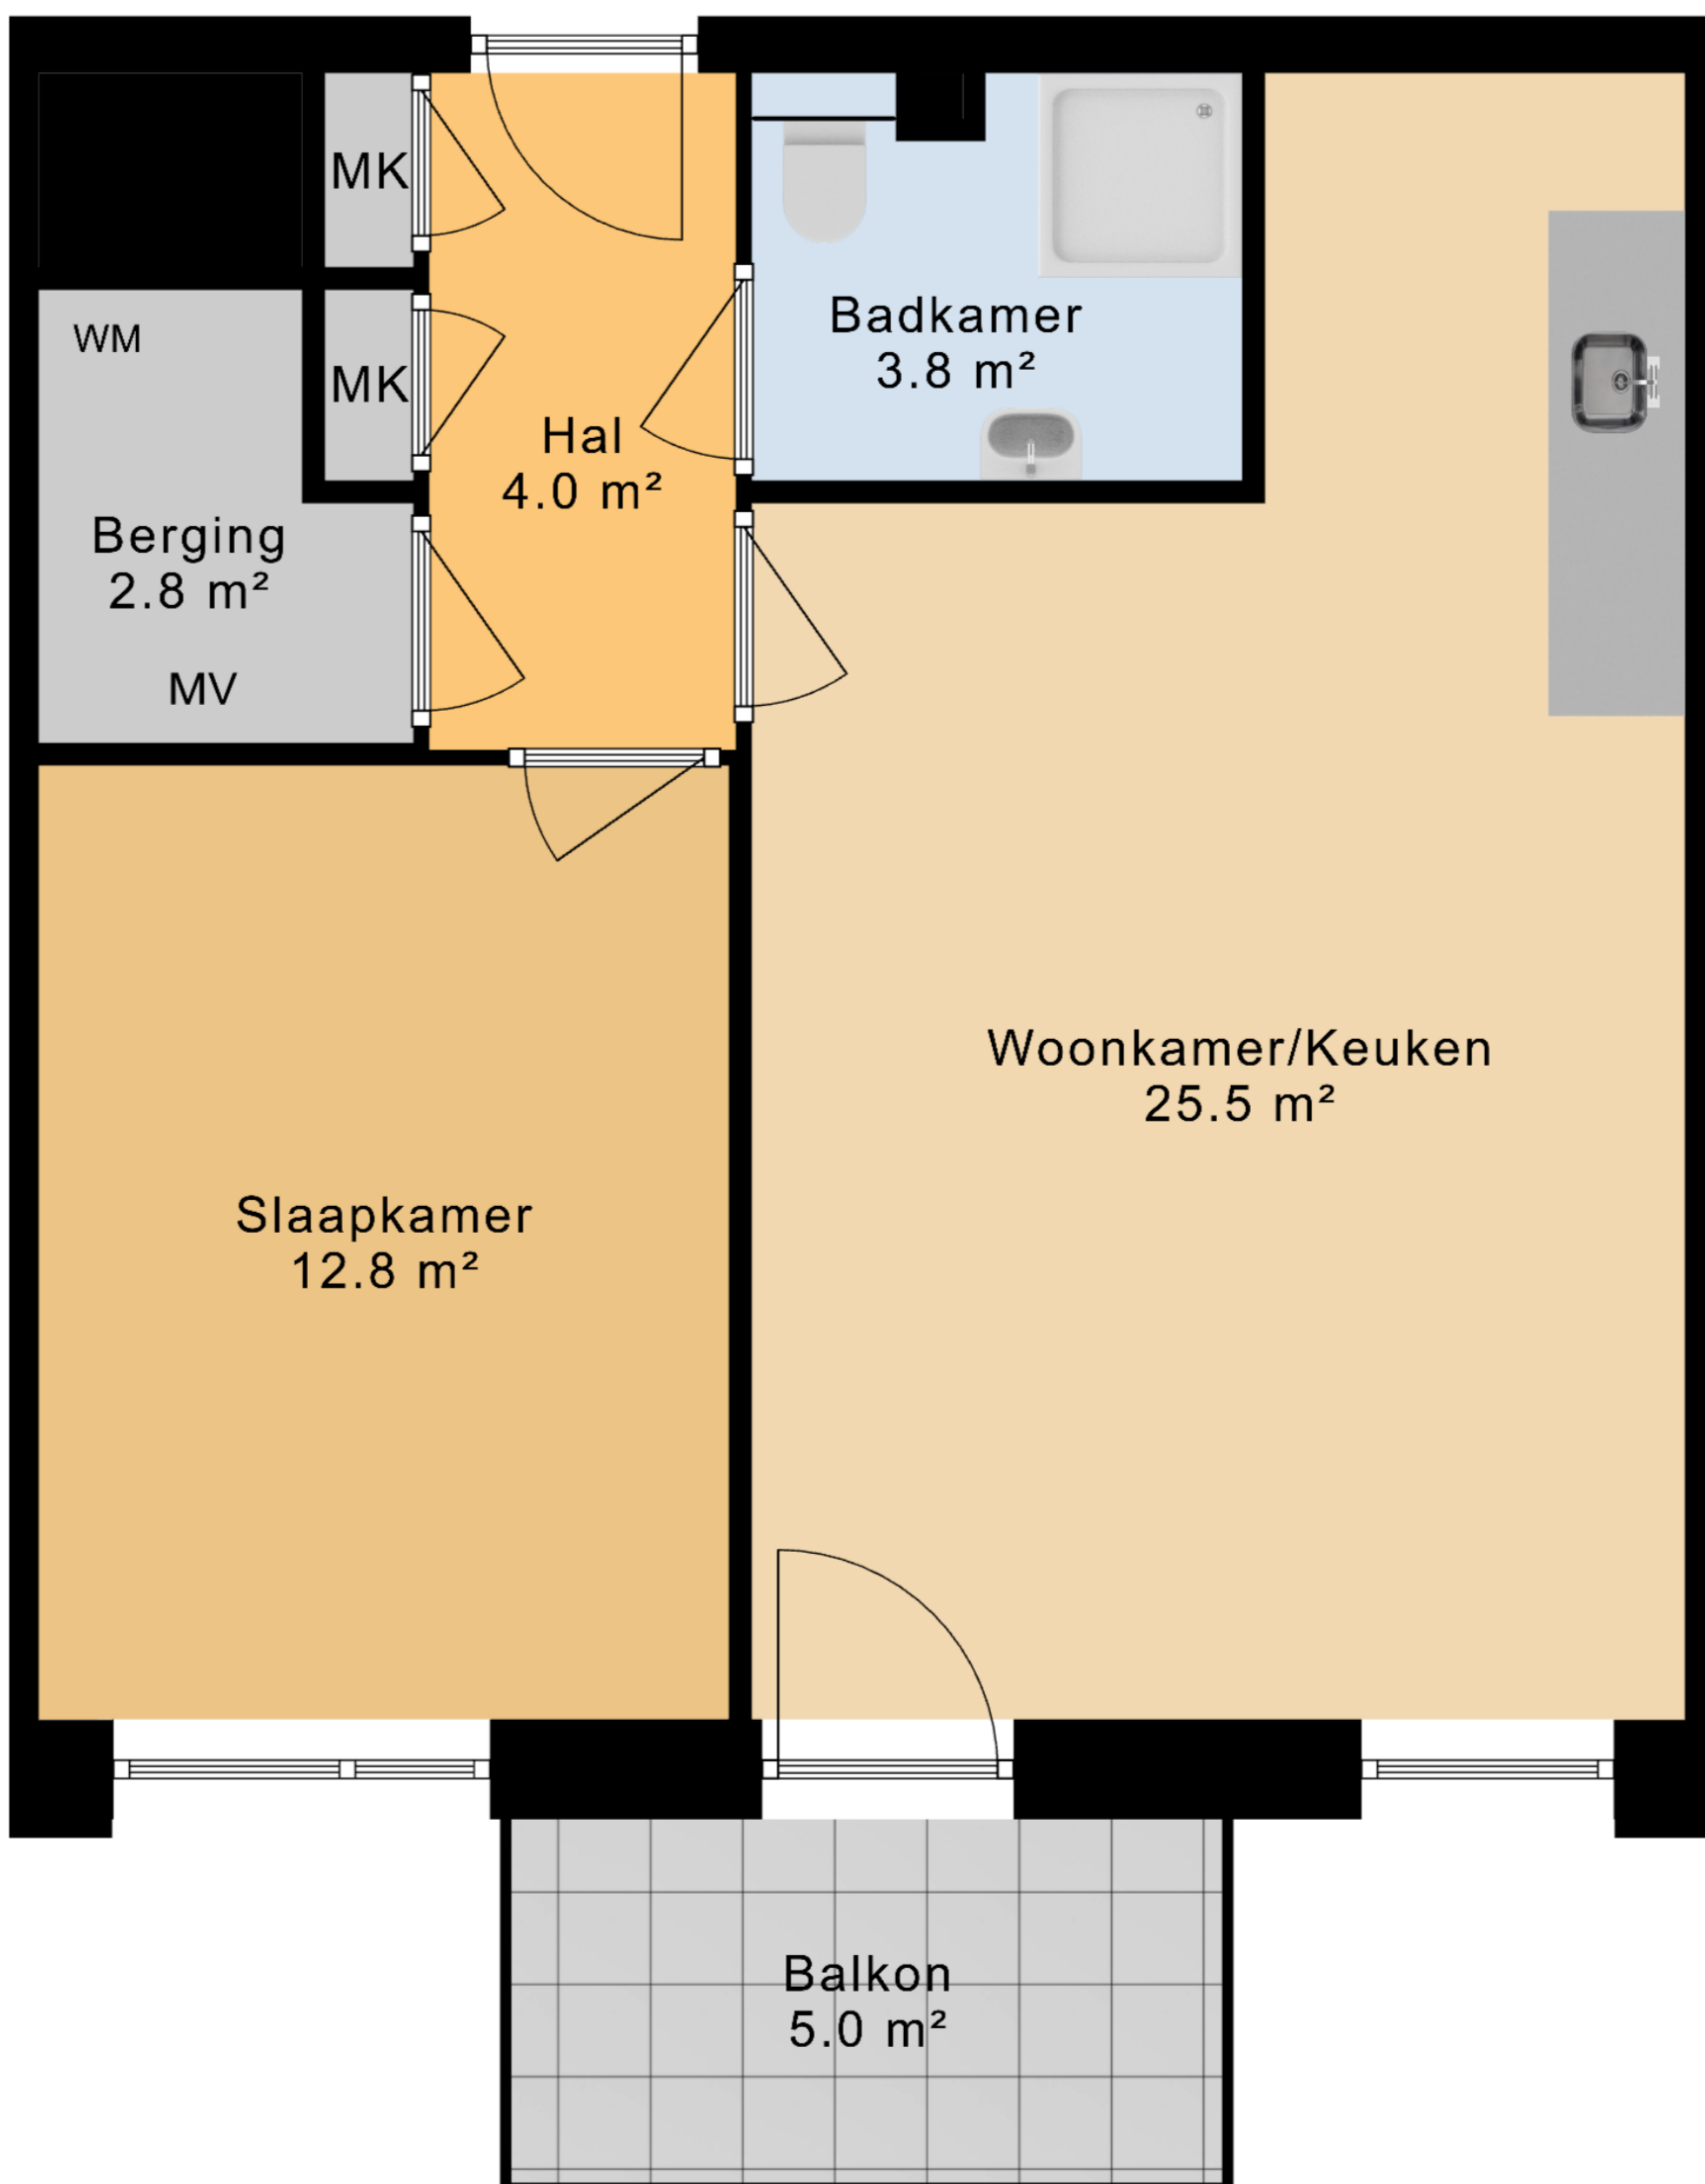 MK
WM
MK
Badkamer
3.8 m²
Hal
4.0 m²
Berging
2.8 m²
MV
Woonkamer/Keuken
25.5 m²
Slaapkamer
12.8 m²
Balkon
5.0 m²